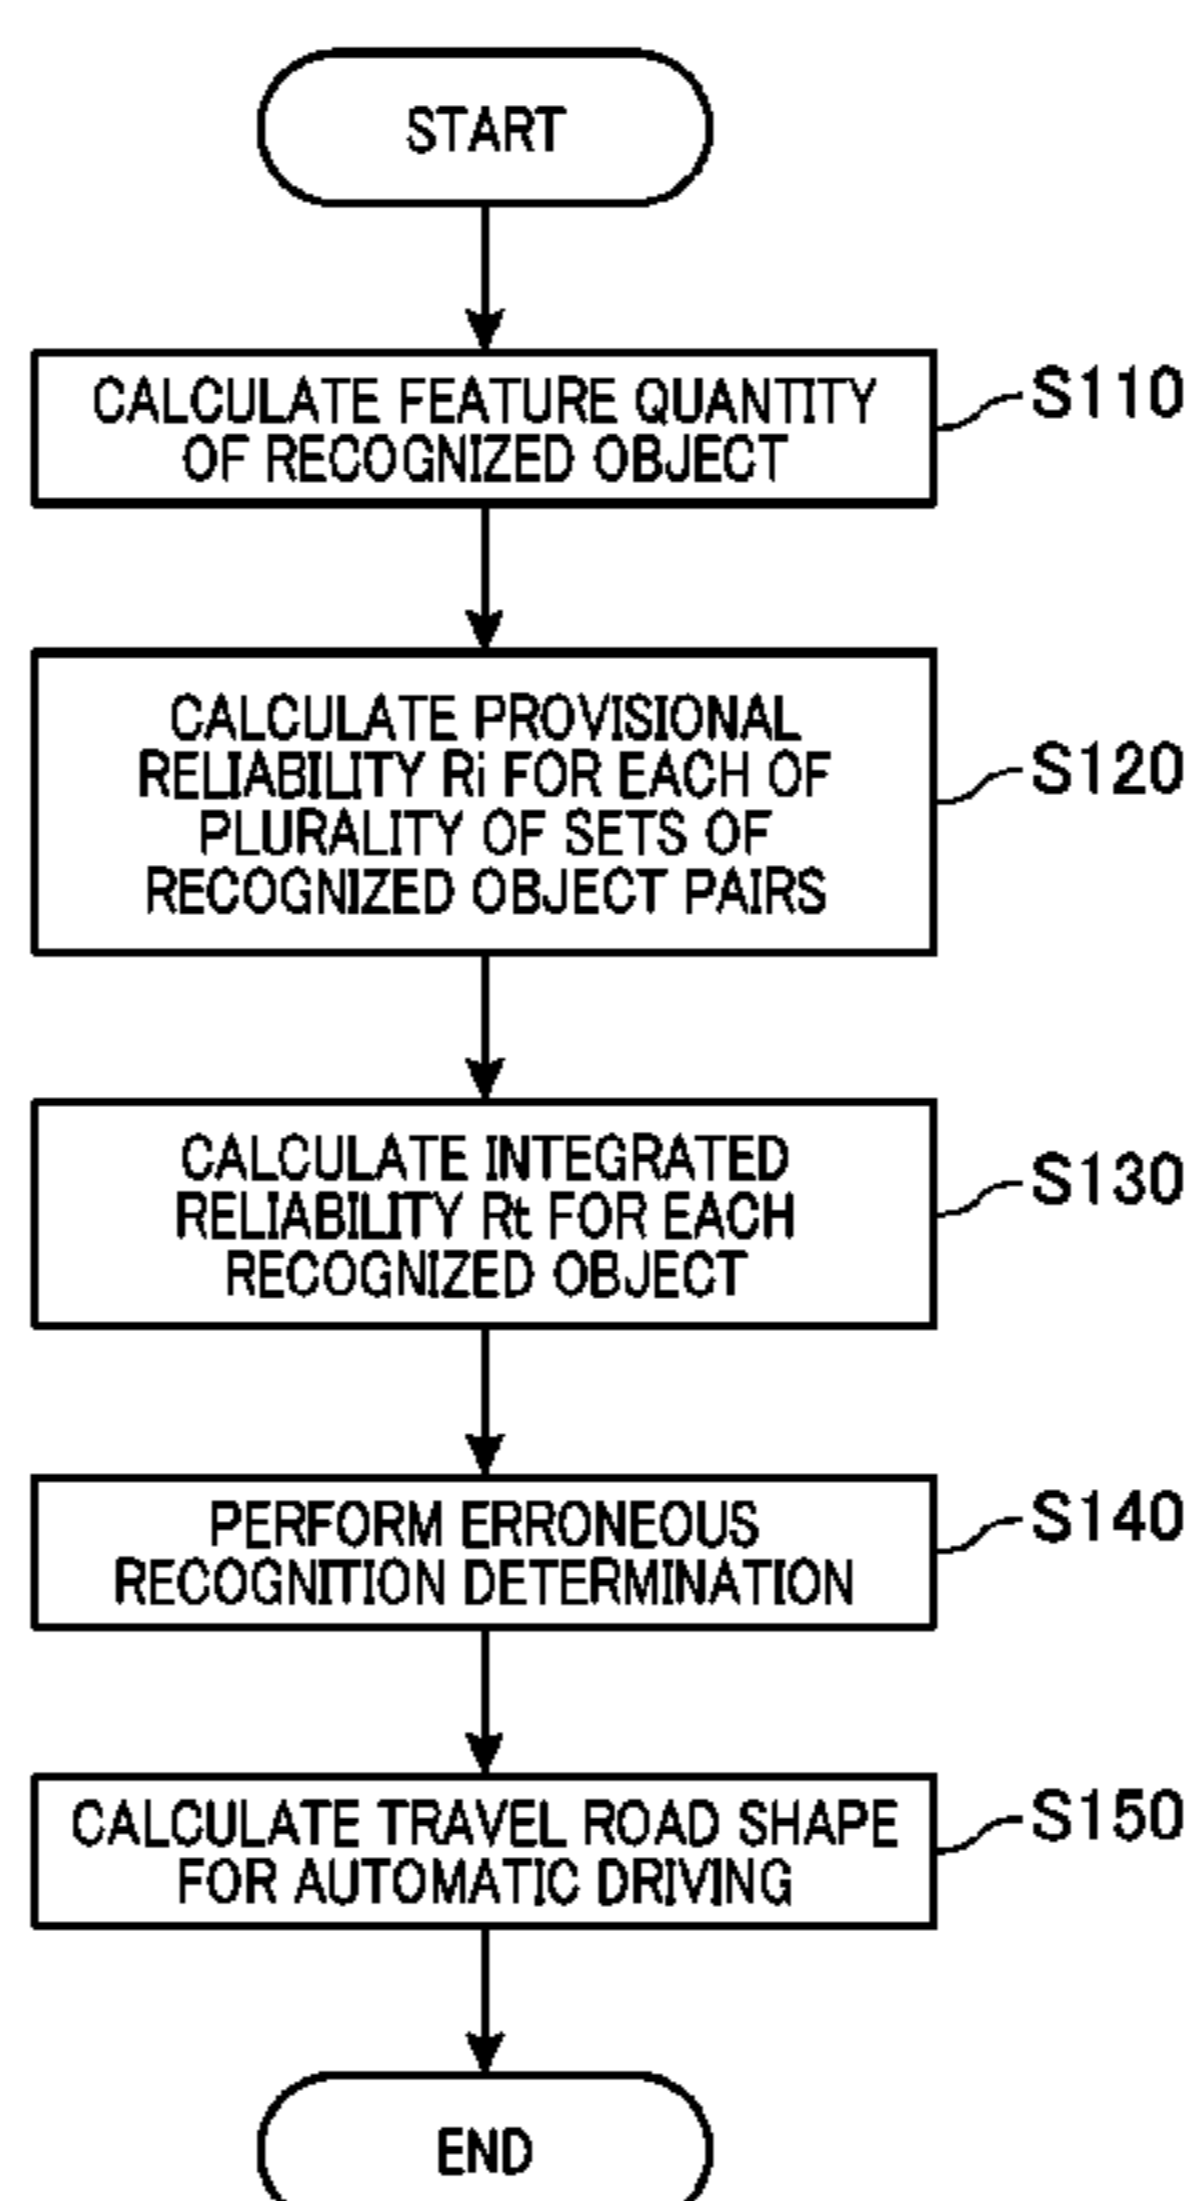 START
CALCULATE FEATURE QUANTITY
OF RECOGNIZED OBJECT
S110
CALCULATE PROVISIONAL
RELIABILITY Ri FOR EACH OF
PLURALITY OF SETS OF
RECOGNIZED OBJECT PAIRS
S120
CALCULATE INTEGRATED
RELIABILITY Rt FOR EACH
RECOGNIZED OBJECT
S130
PERFORM ERRONEOUS
RECOGNITION DETERMINATION
S140
CALCULATE TRAVEL ROAD SHAPE
FOR AUTOMATIC DRIVING
S150
END